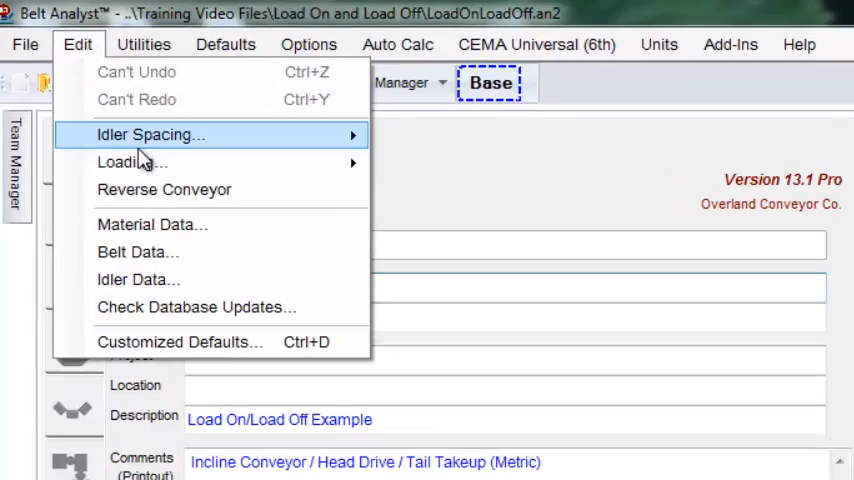 Belt Analyst™ - ..\Training Video Files\Load On and Load Off\LoadOnLoadOff.an2
File Edit Utilities Defaults Options Auto Calc CEMA Universal (6th) Units Add-Ins Help
Can't Undo Ctrl+Z
Manager Base
Can't Redo Ctrl+Y
Idler Spacing...
Team Manager
Reverse Conveyor
Version 13.1 Pro
Overland Conveyor Co.
Material Data...
Belt Data...
Idler Data...
Check Database Updates...
Customized Defaults... Ctrl+D
Location
Description Load On/Load Off Example
Comments Incline Conveyor / Head Drive / Tail Takeup (Metric)
(Printout)